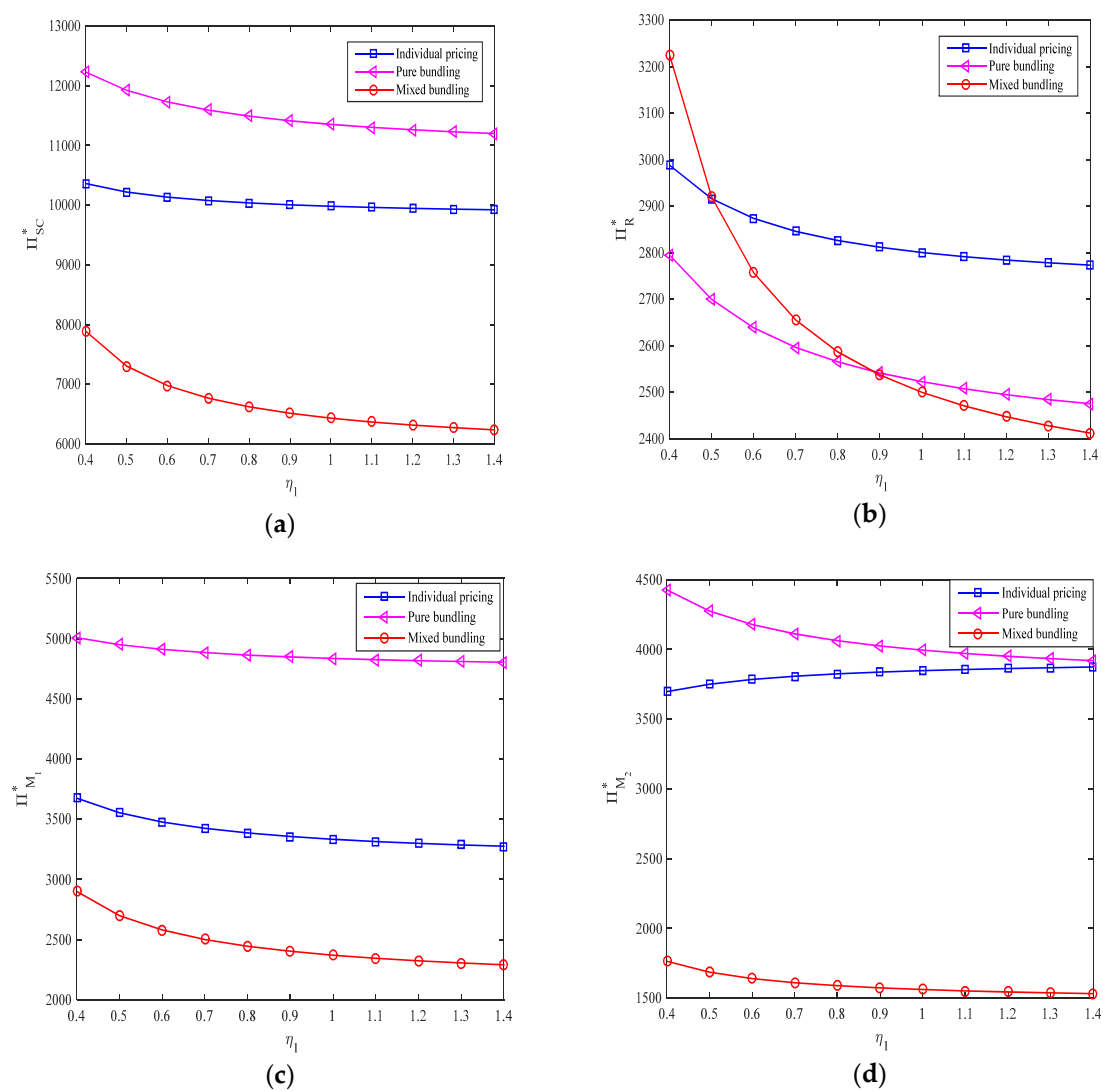 13000
12000
11000
10000
9000
8000
7000
6000
Π*SC
Individual pricing
Pure bundling
Mixed bundling
0.4 0.5 0.6 0.7 0.8 0.9 1 1.1 1.2 1.3 1.4
η1
(a)
3300
3200
3100
3000
2900
2800
2700
2600
2500
2400
Π*R
Individual pricing
Pure bundling
Mixed bundling
0.4 0.5 0.6 0.7 0.8 0.9 1 1.1 1.2 1.3 1.4
η1
(b)
5500
5000
4500
4000
3500
3000
2500
2000
Π*M1
Individual pricing
Pure bundling
Mixed bundling
0.4 0.5 0.6 0.7 0.8 0.9 1 1.1 1.2 1.3 1.4
η1
(c)
4500
4000
3500
3000
2500
2000
1500
Π*M2
Individual pricing
Pure bundling
Mixed bundling
0.4 0.5 0.6 0.7 0.8 0.9 1 1.1 1.2 1.3 1.4
η1
(d)